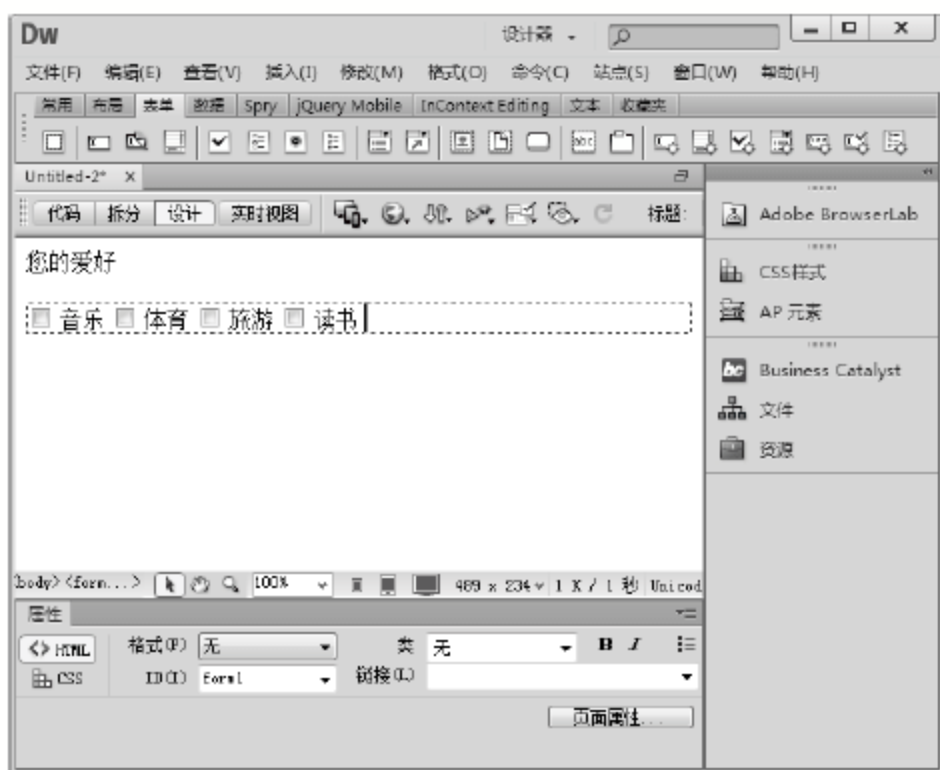 Dw 设计器
文件(F) 编辑(E) 查看(V) 插入(I) 修改(M) 格式(O) 命令(C) 站点(S) 窗口(W) 帮助(H)
常用 布局 表单 数据 Spry jQuery Mobile InContext Editing 文本 收藏夹
Untitled-2* X
代码 拆分 设计 实时视图 标题:
您的爱好
音乐 体育 旅游 读书
Adobe BrowserLab
CSS样式
AP 元素
Business Catalyst
文件
资源
body> <form...> 100% 489 x 234 1 K / 1 秒 Unicod
属性
<> HTML 格式(P) 无 类 无 B I
CSS ID(I) form1 链接(L)
页面属性...